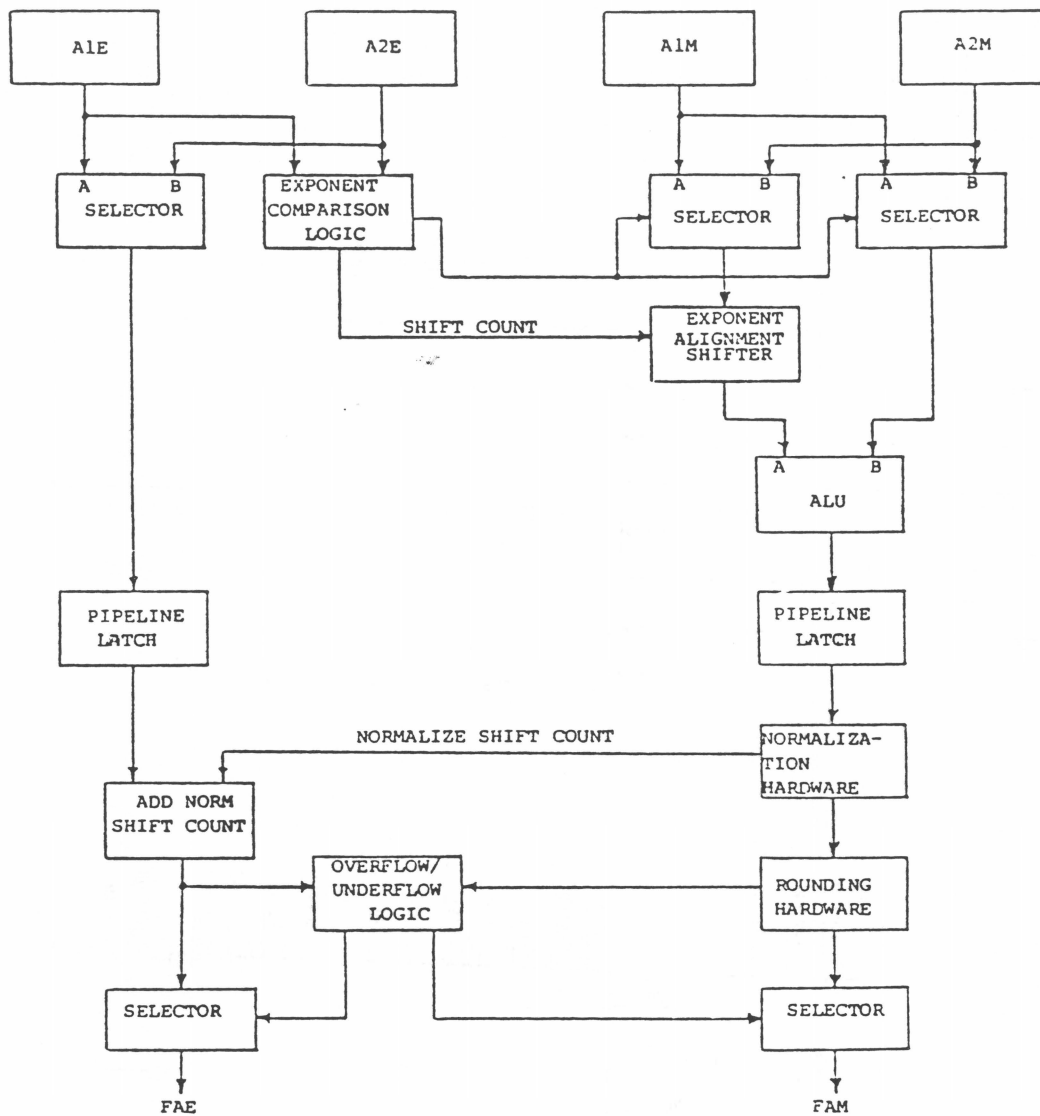 A1E
A2E
A1M
A2M
A B
SELECTOR
EXPONENT
COMPARISON
LOGIC
A B
SELECTOR
A B
SELECTOR
SHIFT COUNT
EXPONENT
ALIGNMENT
SHIFTER
A B
ALU
PIPELINE
LATCH
PIPELINE
LATCH
NORMALIZE SHIFT COUNT
NORMALIZA-
TION
HARDWARE
ADD NORM
SHIFT COUNT
OVERFLOW/
UNDERFLOW
LOGIC
ROUNDING
HARDWARE
SELECTOR
SELECTOR
FAE
FAM